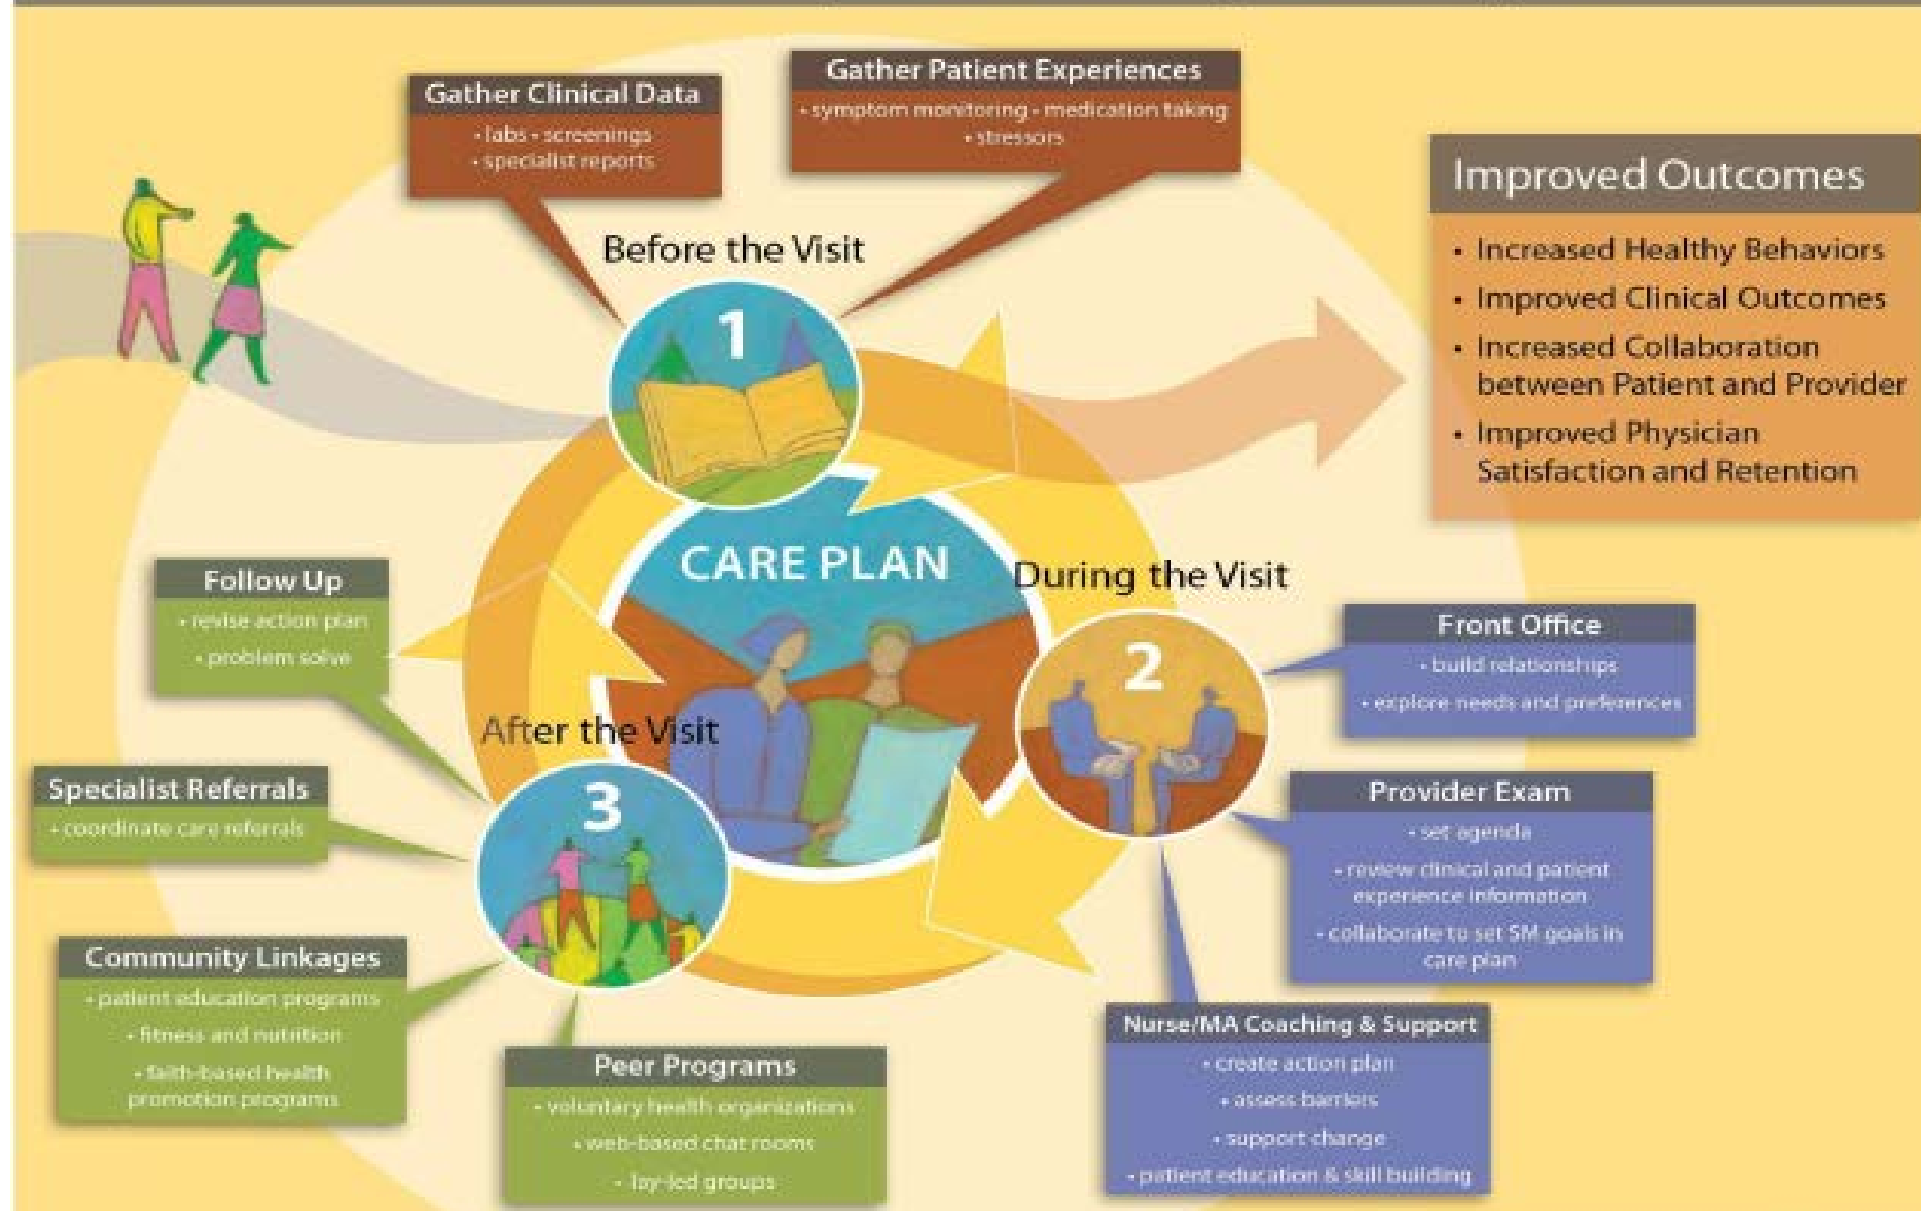 Gather Clinical Data
• labs • screenings
• specialist reports
Gather Patient Experiences
• symptom monitoring • medication taking
• stressors
Before the Visit
1
Improved Outcomes
• Increased Healthy Behaviors
• Improved Clinical Outcomes
• Increased Collaboration
between Patient and Provider
• Improved Physician
Satisfaction and Retention
CARE PLAN
During the Visit
2
Front Office
• build relationships
• explore needs and preferences
Provider Exam
• set agenda
• review clinical and patient
experience information
• collaborate to set SM goals in
care plan
Nurse/MA Coaching & Support
• create action plan
• assess barriers
• support change
• patient education & skill building
After the Visit
3
Follow Up
• revise action plan
• problem solve
Specialist Referrals
• coordinate care referrals
Community Linkages
• patient education programs
• fitness and nutrition
• faith-based health
promotion programs
Peer Programs
• voluntary health organizations
• web-based chat rooms
• lay-led groups